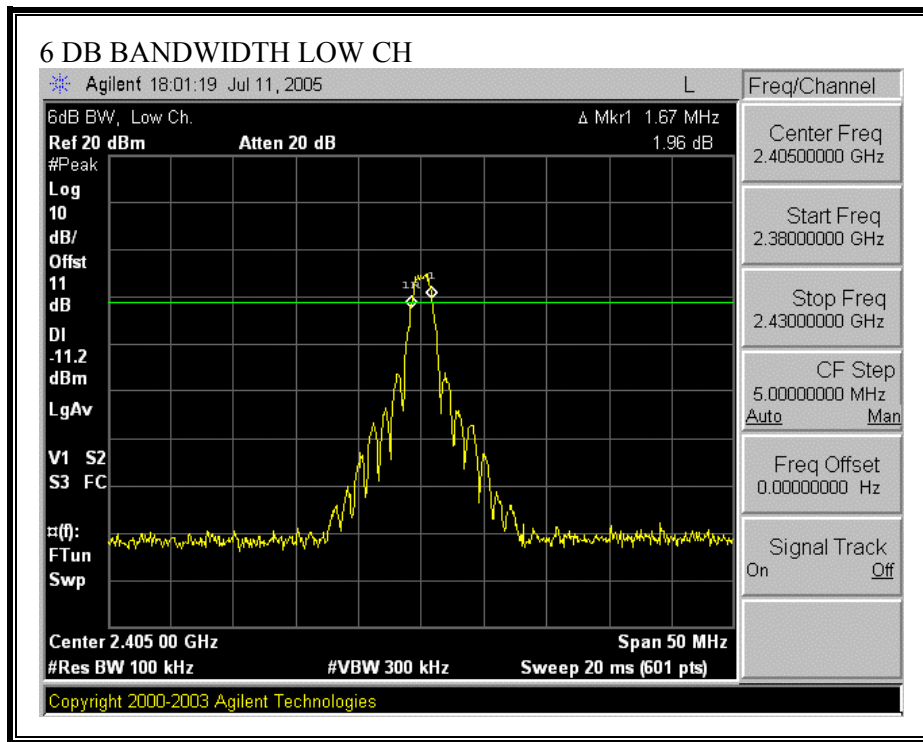 6 DB BANDWIDTH LOW CH
Agilent 18:01:19 Jul 11, 2005 L
6dB BW, Low Ch. Δ Mkr1 1.67 MHz
Ref 20 dBm Atten 20 dB 1.96 dB
#Peak
Log
10
dB/
Offst
11
dB
DI
-11.2
dBm
LgAv
V1 S2
S3 FC
¤(f):
FTun
Swp
1R 1
Center 2.405 00 GHz Span 50 MHz
#Res BW 100 kHz #VBW 300 kHz Sweep 20 ms (601 pts)
Copyright 2000-2003 Agilent Technologies
Freq/Channel
Center Freq
2.40500000 GHz
Start Freq
2.38000000 GHz
Stop Freq
2.43000000 GHz
CF Step
5.00000000 MHz
Auto Man
Freq Offset
0.00000000 Hz
Signal Track
On Off